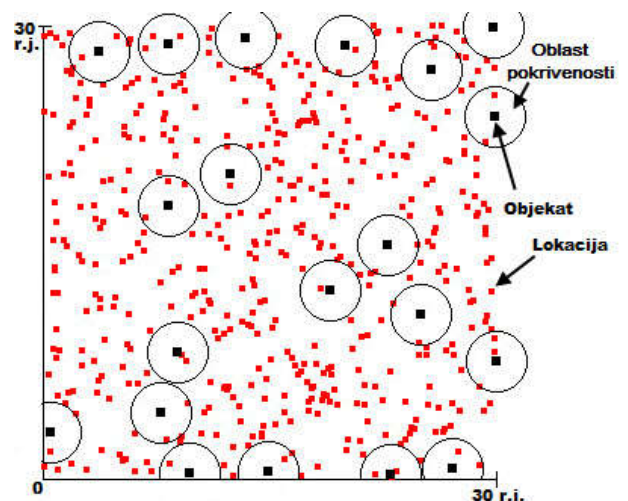 30
r.j.
Oblast
pokrivenosti
Objekat
Lokacija
0
30 r.j.